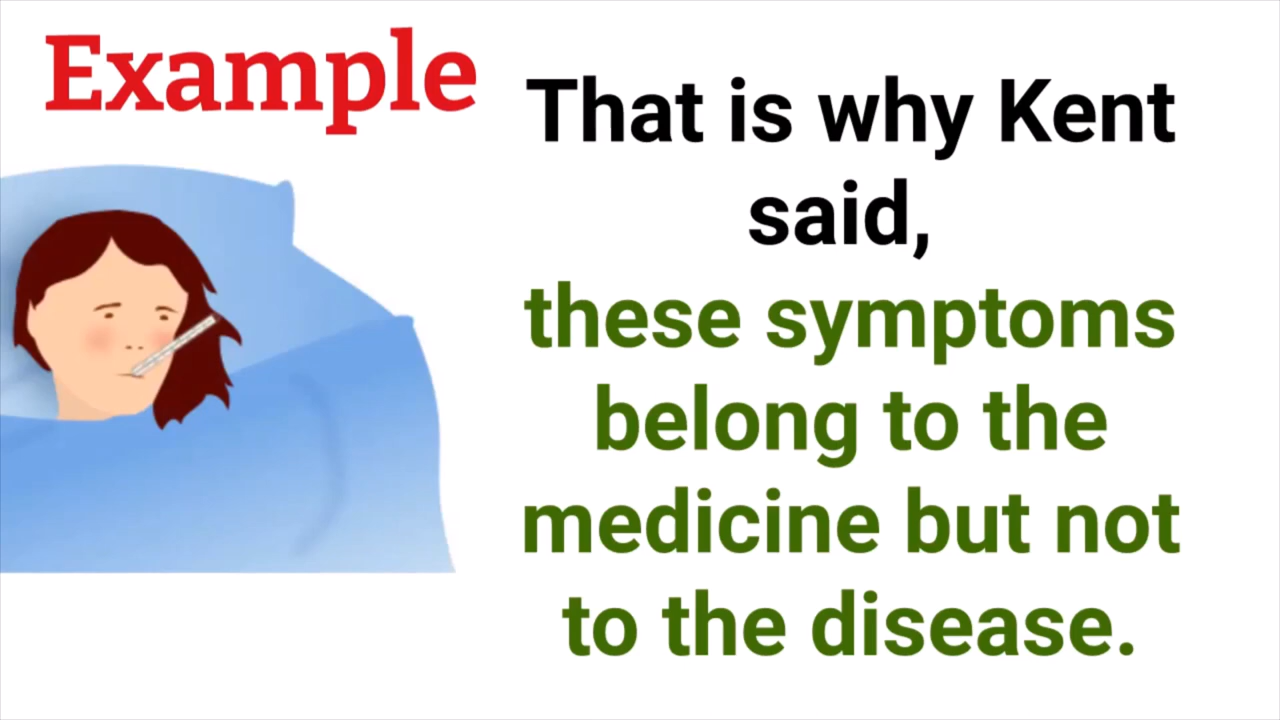 Example
That is why Kent
said,
these symptoms
belong to the
medicine but not
to the disease.